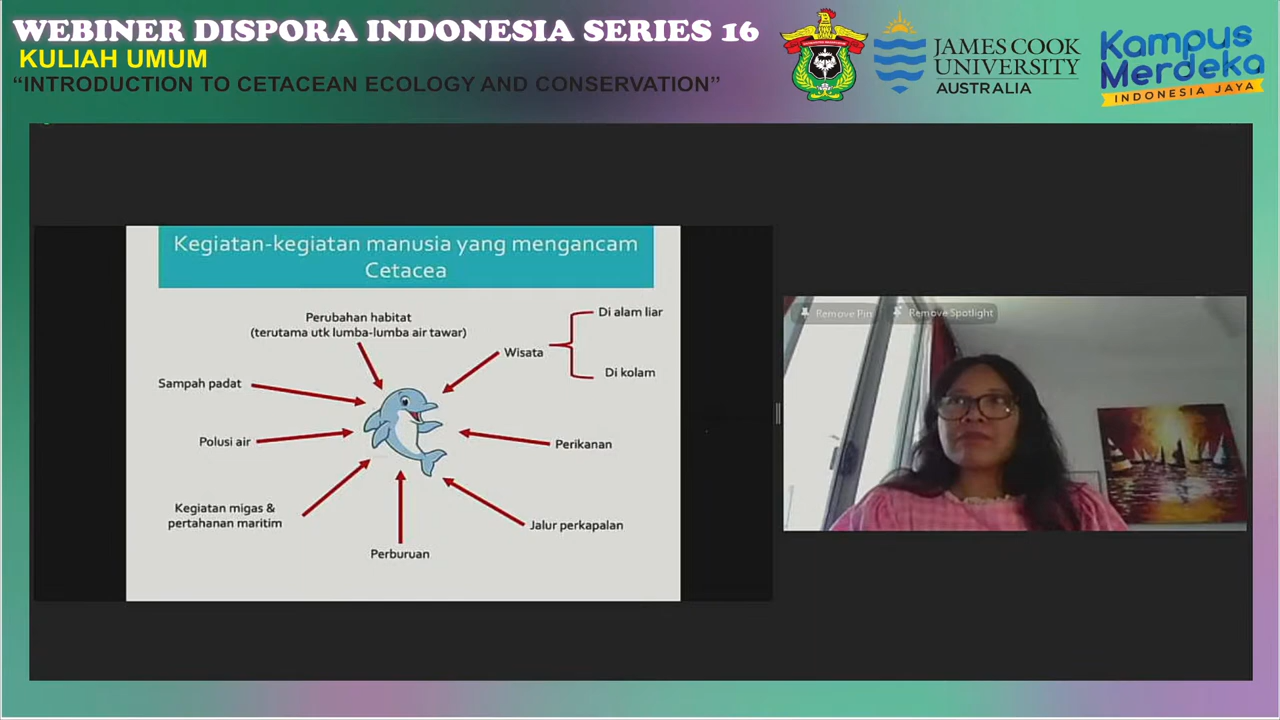 WEBINER DISPORA INDONESIA SERIES 16
KULIAH UMUM
“INTRODUCTION TO CETACEAN ECOLOGY AND CONSERVATION”
JAMES COOK
UNIVERSITY
AUSTRALIA
Kampus
Merdeka
INDONESIA JAYA
Kegiatan-kegiatan manusia yang mengancam
Cetacea
Perubahan habitat
(terutama utk lumba-lumba air tawar)
Di alam liar
Wisata
Di kolam
Sampah padat
Polusi air
Perikanan
Kegiatan migas &
pertahanan maritim
Jalur perkapalan
Perburuan
Remove Pin
Remove Spotlight